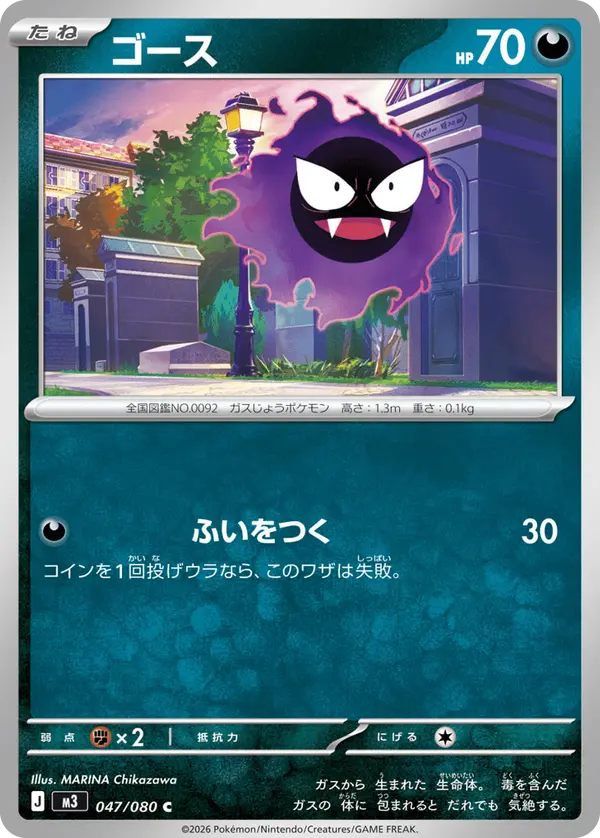 たね ゴース HP70
全国図鑑NO.0092 ガスじょうポケモン 高さ：1.3m 重さ：0.1kg
ふいをつく 30
コインを1回投げウラなら、このワザは失敗。
弱点 ×2 抵抗力 にげる
Illus. MARINA Chikazawa
J M3 047/080 C
ガスから 生まれた 生命体。 毒を含んだ
ガスの 体に 包まれると だれでも 気絶する。
©2026 Pokémon/Nintendo/Creatures/GAME FREAK.